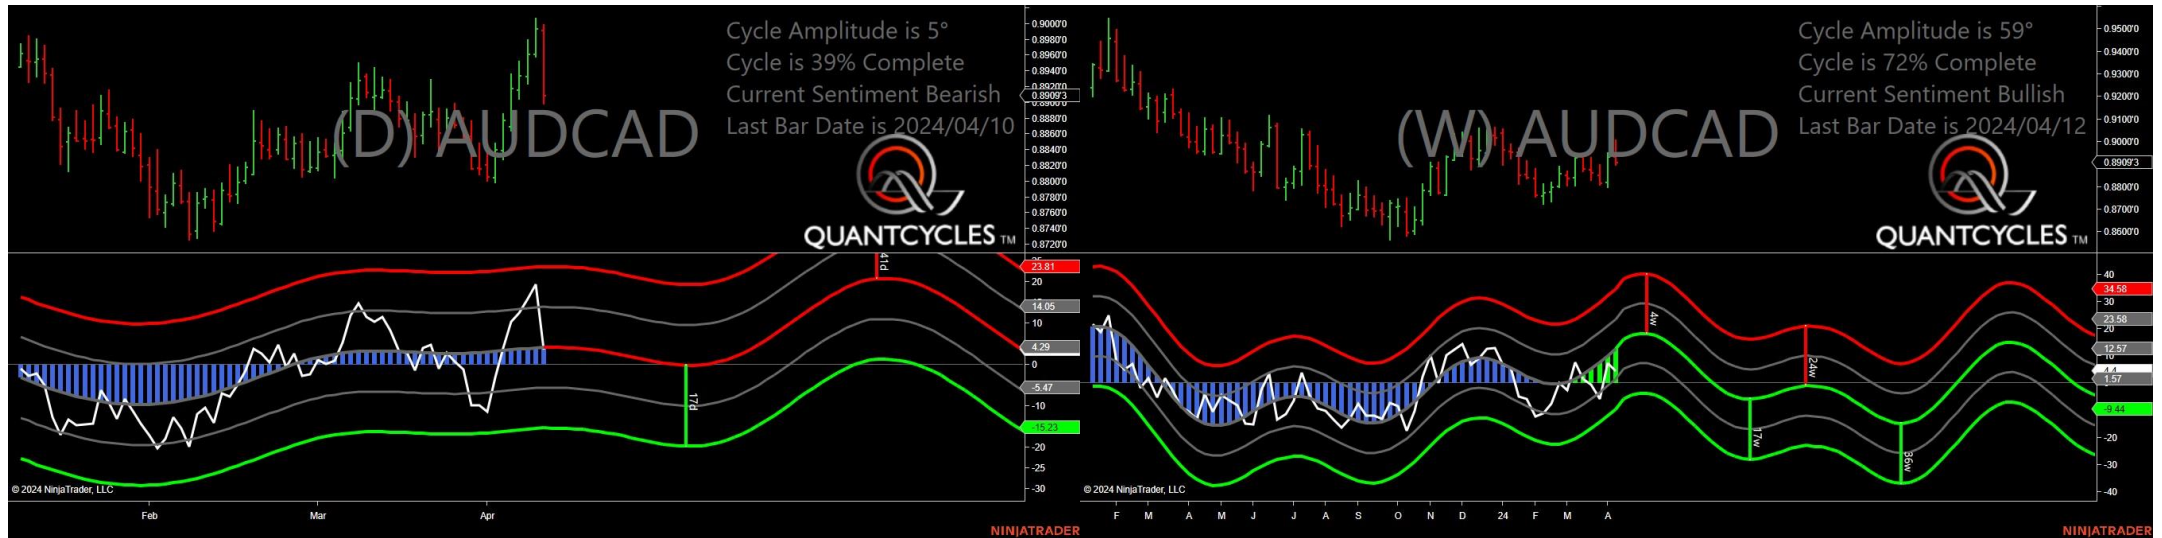 Cycle Amplitude is 5°
Cycle is 39% Complete
Current Sentiment Bearish
Last Bar Date is 2024/04/10
(D) AUDCAD
QUANTCYCLES TM
0.9000'0
0.8980'0
0.8960'0
0.8940'0
0.8909'3
0.8900'0
0.8860'0
0.8840'0
0.8820'0
0.8800'0
0.8780'0
0.8760'0
0.8740'0
0.8720'0
41d
17d
25
23.81
20
14.05
10
4.29
0
-5.47
-10
-15.23
-20
-25
-30
© 2024 NinjaTrader, LLC
Feb
Mar
Apr
NINJATRADER
Cycle Amplitude is 59°
Cycle is 72% Complete
Current Sentiment Bullish
Last Bar Date is 2024/04/12
(W) AUDCAD
QUANTCYCLES TM
0.9500'0
0.9400'0
0.9300'0
0.9200'0
0.9100'0
0.9000'0
0.8909'3
0.8800'0
0.8700'0
0.8600'0
4w
17w
24w
36w
40
34.58
30
23.58
20
12.57
10
4.4
1.57
-9.44
-20
-30
-40
© 2024 NinjaTrader, LLC
F
M
A
M
J
J
A
S
O
N
D
24
F
M
A
NINJATRADER